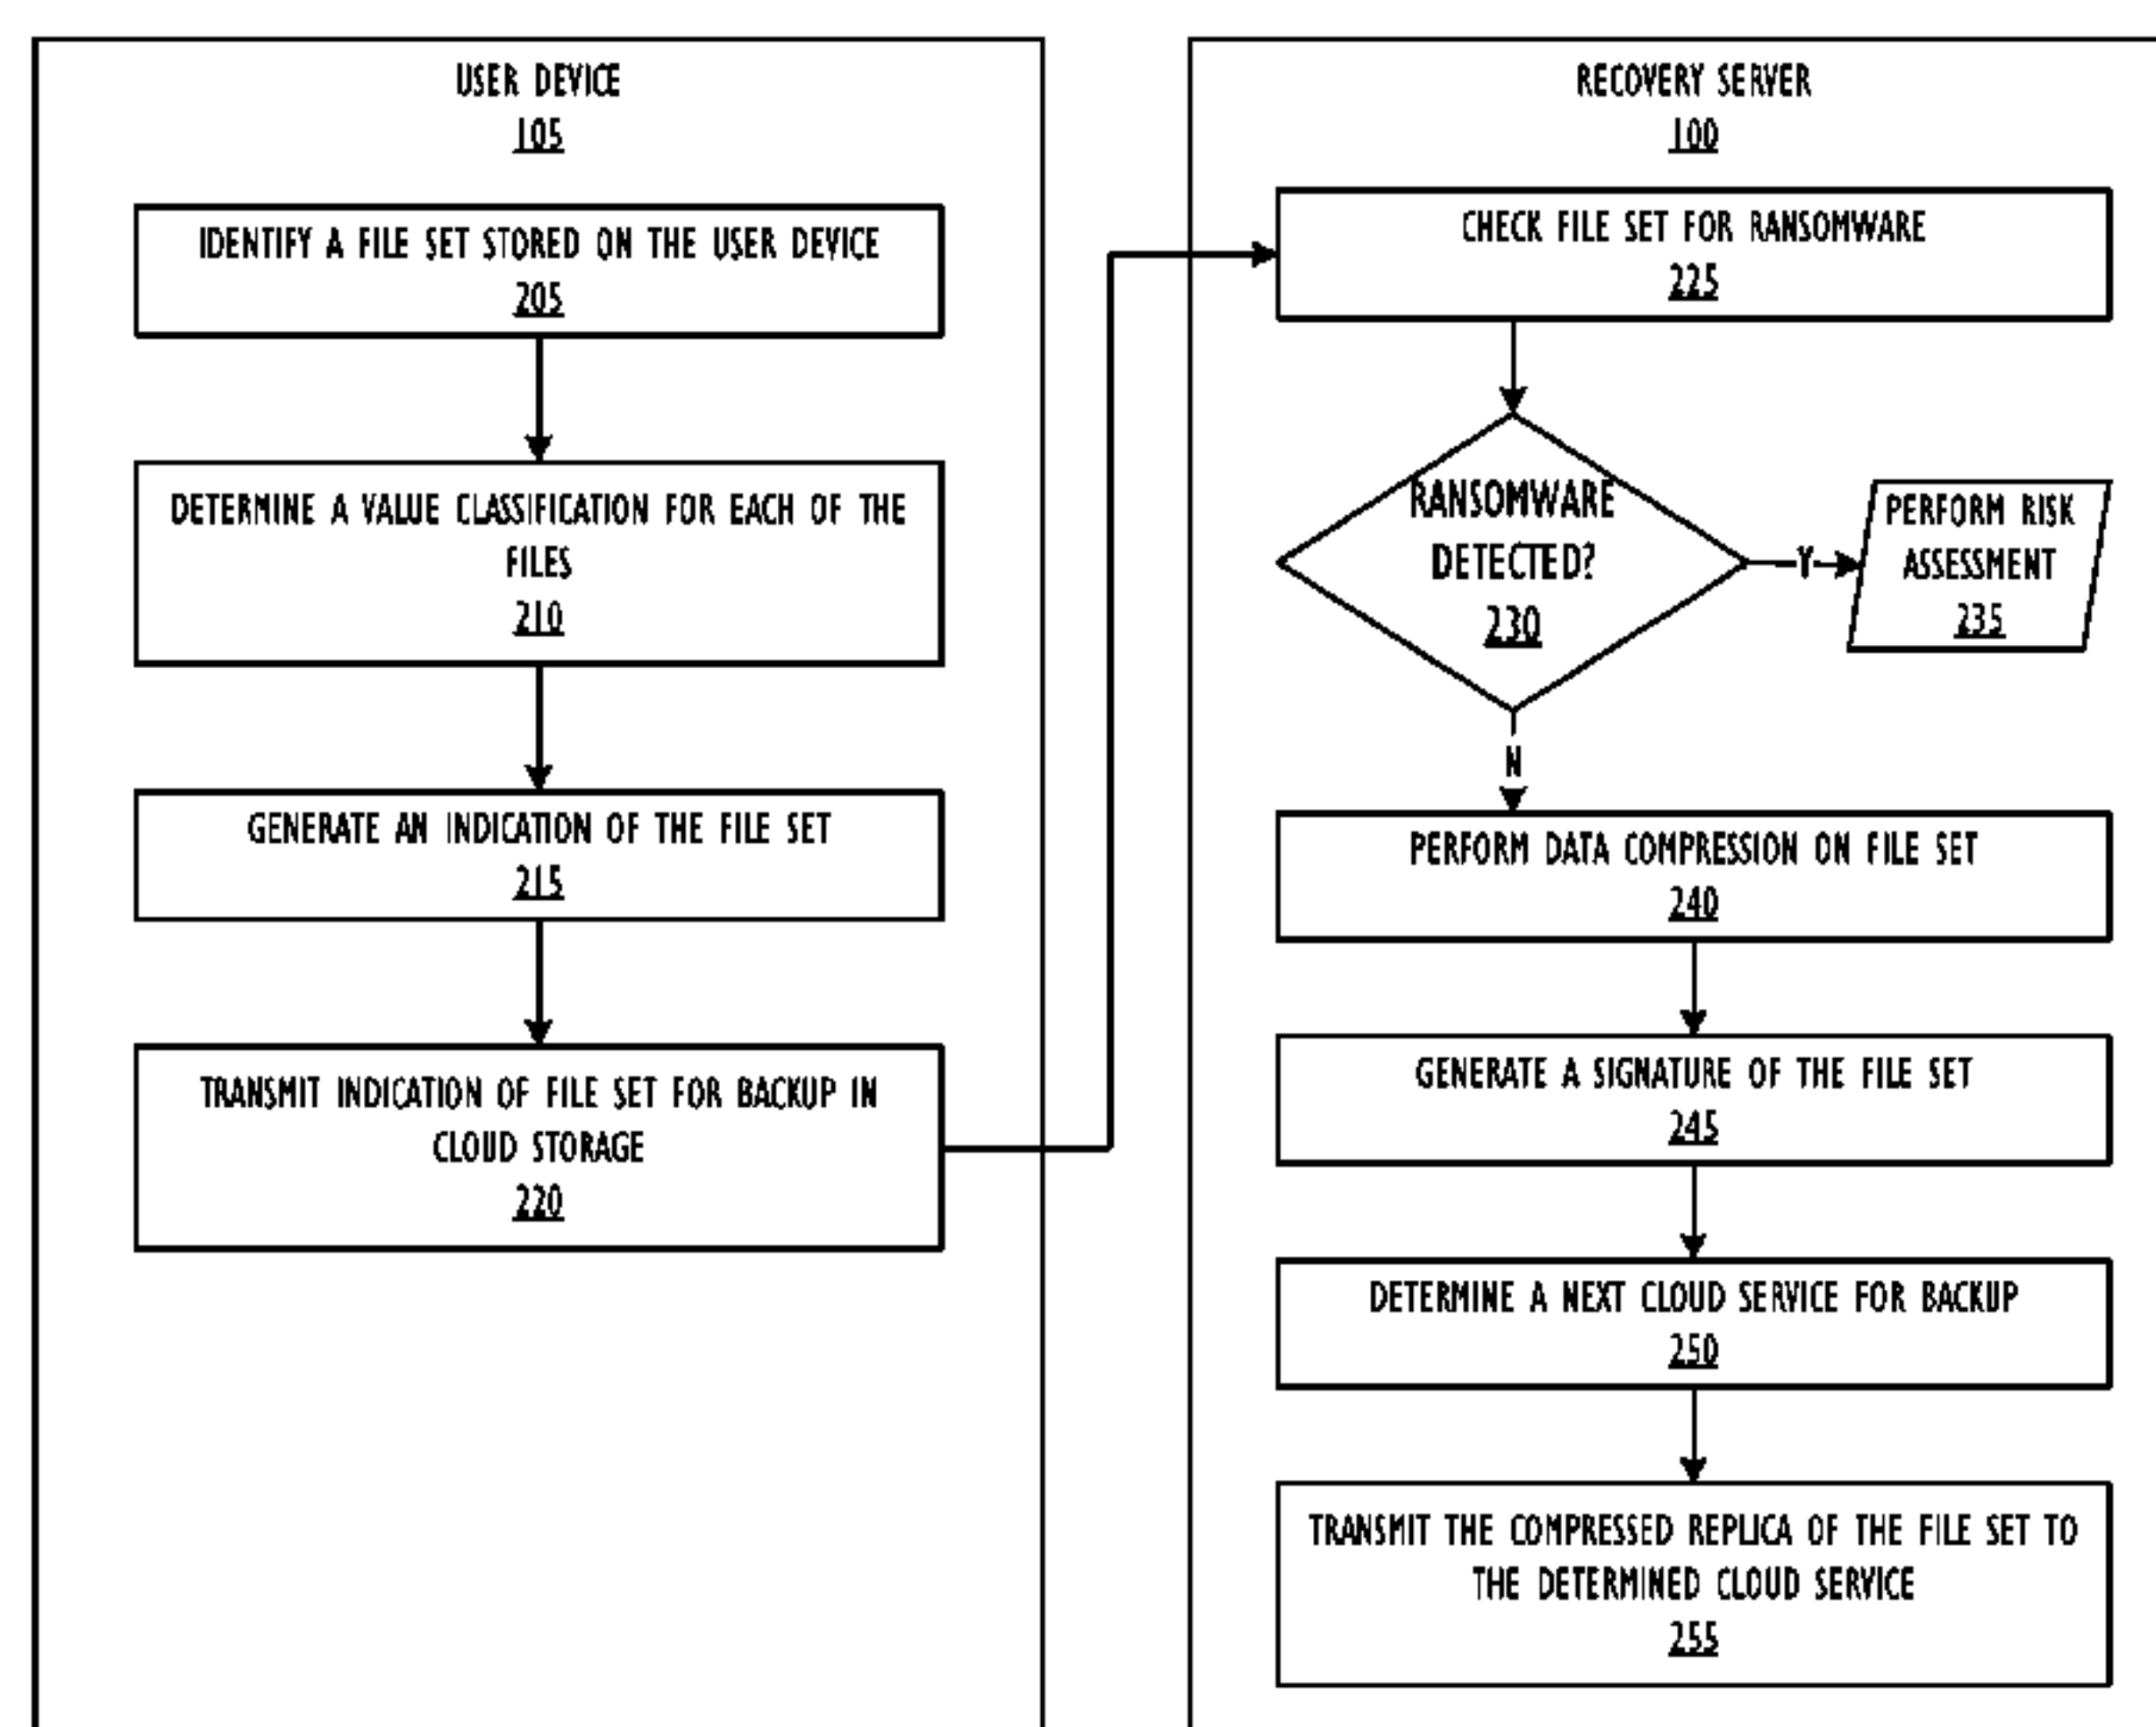 USER DEVICE
105
IDENTIFY A FILE SET STORED ON THE USER DEVICE
205
DETERMINE A VALUE CLASSIFICATION FOR EACH OF THE
FILES
210
GENERATE AN INDICATION OF THE FILE SET
215
TRANSMIT INDICATION OF FILE SET FOR BACKUP IN
CLOUD STORAGE
220
RECOVERY SERVER
100
CHECK FILE SET FOR RANSOMWARE
225
RANSOMWARE
DETECTED?
230
Y
PERFORM RISK
ASSESSMENT
235
N
PERFORM DATA COMPRESSION ON FILE SET
240
GENERATE A SIGNATURE OF THE FILE SET
245
DETERMINE A NEXT CLOUD SERVICE FOR BACKUP
250
TRANSMIT THE COMPRESSED REPLICA OF THE FILE SET TO
THE DETERMINED CLOUD SERVICE
255